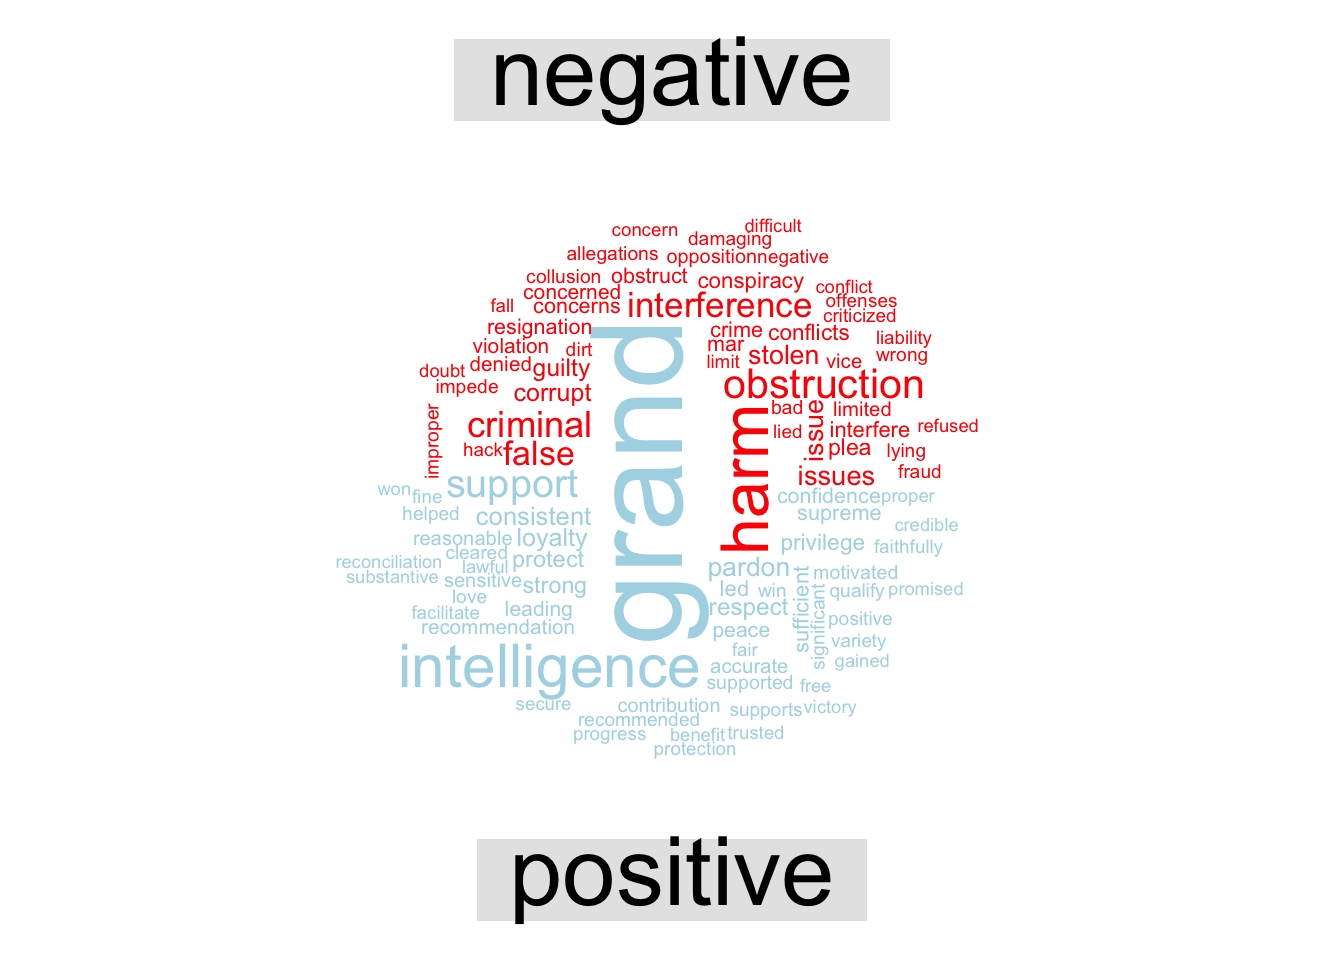 negative
difficult
concern
damaging
allegations
opposition
negative
collusion
obstruct
conspiracy
conflict
concerned
offenses
fall
concerns
interference
criticized
resignation
crime
conflicts
liability
violation
dirt
mar
stolen
vice
wrong
limit
doubt
denied
guilty
impede
corrupt
obstruction
grand
harm
bad
issue
limited
criminal
lied
interfere
refused
improper
hack
false
plea
lying
issues
fraud
won
fine
support
confidence
proper
helped
consistent
supreme
credible
reasonable
loyalty
privilege
faithfully
reconciliation
cleared
lawful
protect
pardon
motivated
substantive
sensitive
strong
led
win
sufficient
significant
qualify
promised
love
facilitate
leading
respect
positive
recommendation
peace
variety
fair
gained
intelligence
accurate
supported
free
secure
contribution
supports
victory
recommended
progress
benefit
trusted
protection
positive